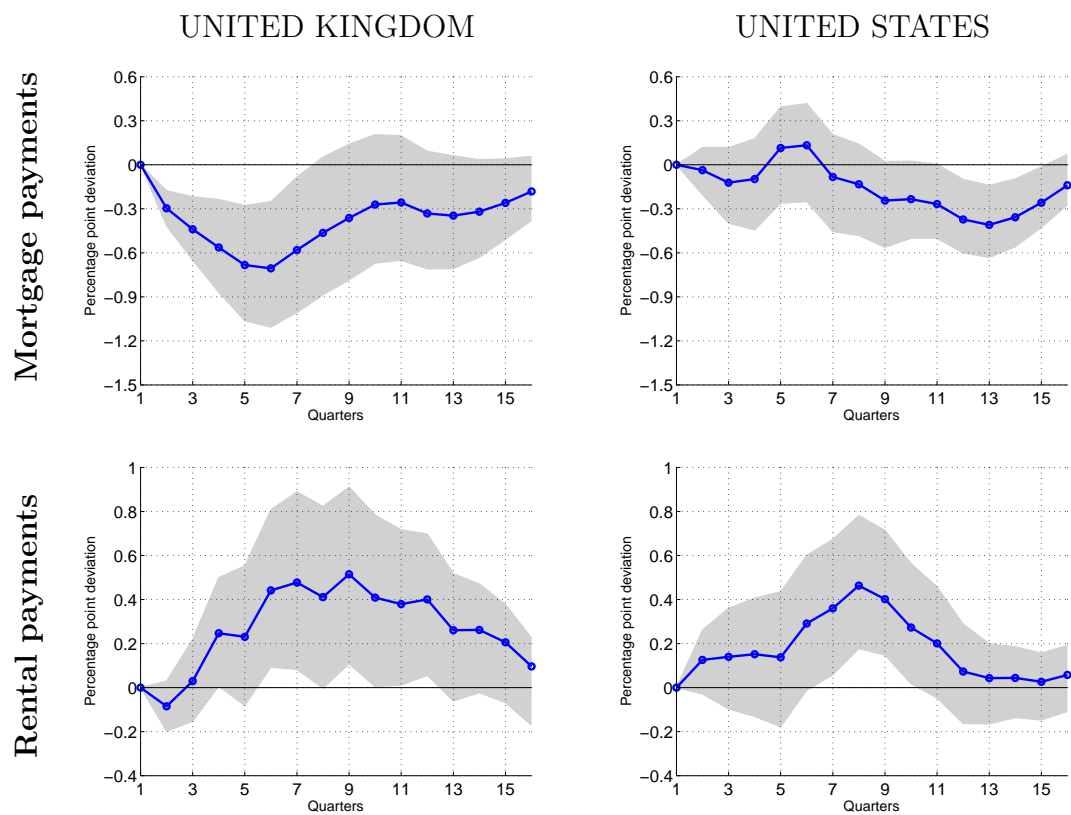 UNITED KINGDOM
UNITED STATES
Mortgage payments
Percentage point deviation
0.6
0.3
0
−0.3
−0.6
−0.9
−1.2
−1.5
1 3 5 7 9 11 13 15
Quarters
Percentage point deviation
0.6
0.3
0
−0.3
−0.6
−0.9
−1.2
−1.5
1 3 5 7 9 11 13 15
Quarters
Rental payments
Percentage point deviation
1
0.8
0.6
0.4
0.2
0
−0.2
−0.4
1 3 5 7 9 11 13 15
Quarters
Percentage point deviation
1
0.8
0.6
0.4
0.2
0
−0.2
−0.4
1 3 5 7 9 11 13 15
Quarters